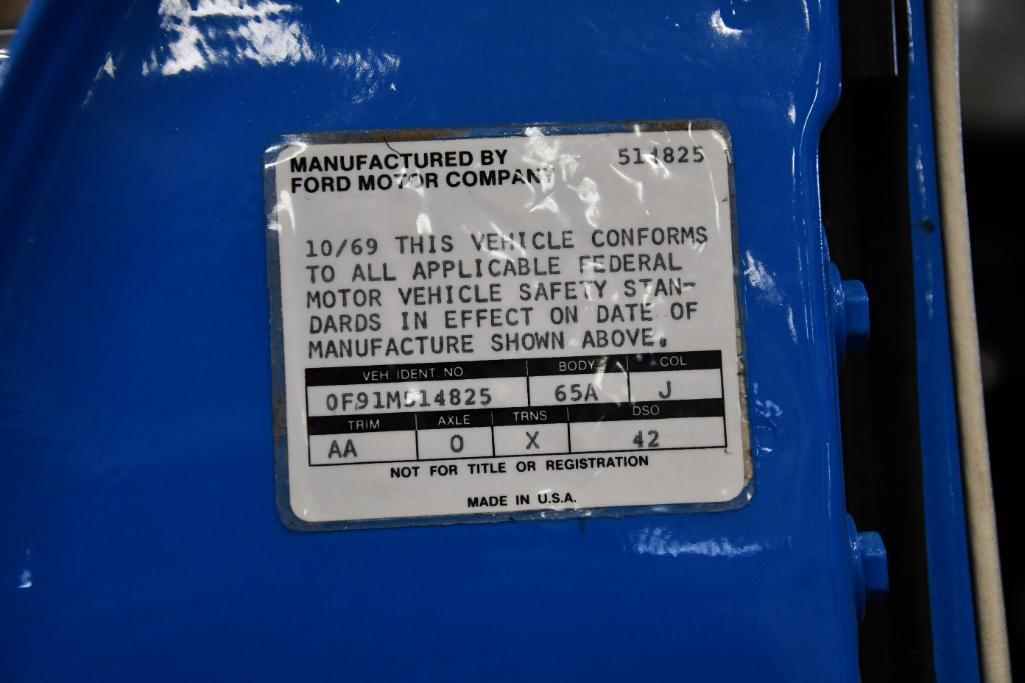 MANUFACTURED BY
FORD MOTOR COMPANY
514825
10/69 THIS VEHICLE CONFORMS
TO ALL APPLICABLE FEDERAL
MOTOR VEHICLE SAFETY STAN-
DARDS IN EFFECT ON DATE OF
MANUFACTURE SHOWN ABOVE.
VEH. IDENT. NO. BODY COL
0F91M514825 65A J
TRIM AXLE TRNS DSO
AA O X 42
NOT FOR TITLE OR REGISTRATION
MADE IN U.S.A.